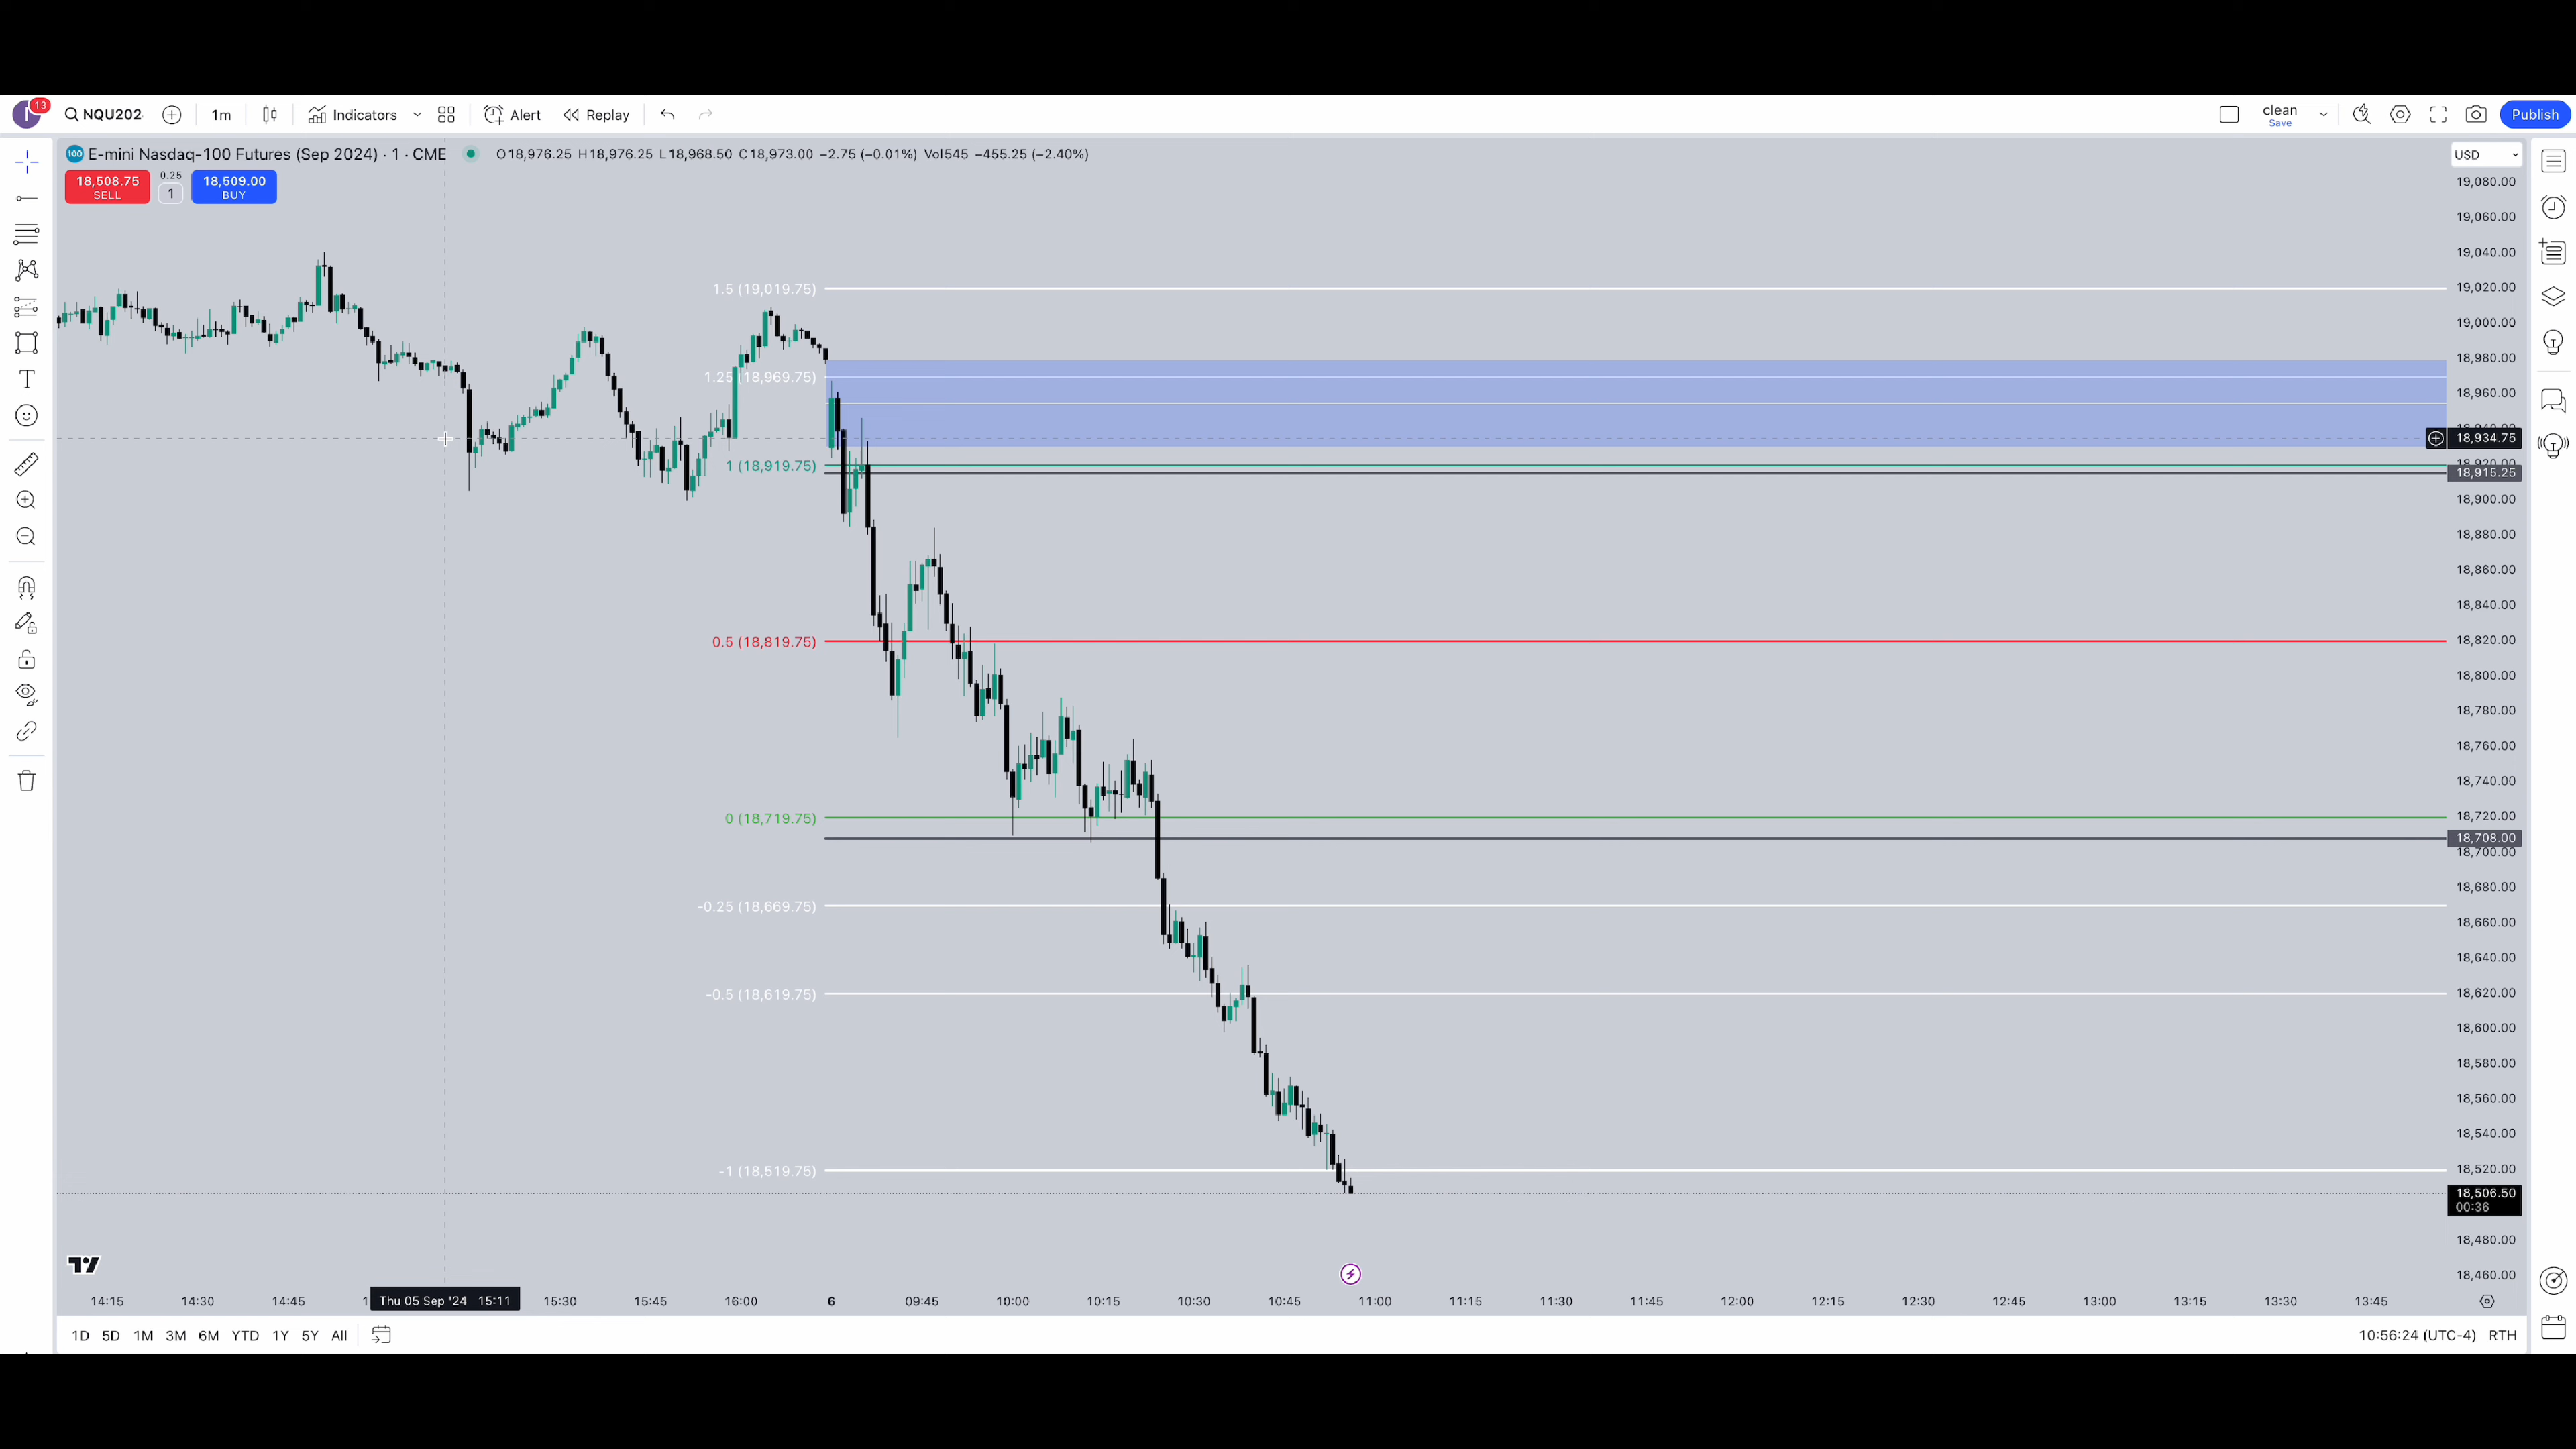 13 NQU202 1m Indicators Alert Replay clean Save Publish
100 E-mini Nasdaq-100 Futures (Sep 2024) · 1 · CME O18,976.25 H18,976.25 L18,968.50 C18,973.00 −2.75 (−0.01%) Vol545 −455.25 (−2.40%) USD
18,508.75 SELL 0.25 1 18,509.00 BUY
19,080.00
19,060.00
19,040.00
1.5 (19,019.75) 19,020.00
19,000.00
18,980.00
1.25 (18,969.75)
18,960.00
18,934.75
1 (18,919.75) 18,920.00
18,915.25
18,900.00
18,880.00
18,860.00
18,840.00
0.5 (18,819.75) 18,820.00
18,800.00
18,780.00
18,760.00
18,740.00
0 (18,719.75) 18,720.00
18,708.00
18,700.00
18,680.00
-0.25 (18,669.75)
18,660.00
18,640.00
-0.5 (18,619.75) 18,620.00
18,600.00
18,580.00
18,560.00
18,540.00
-1 (18,519.75) 18,520.00
18,506.50
00:36
18,480.00
18,460.00
14:15 14:30 14:45 1 Thu 05 Sep '24 15:11 15:30 15:45 16:00 6 09:45 10:00 10:15 10:30 10:45 11:00 11:15 11:30 11:45 12:00 12:15 12:30 12:45 13:00 13:15 13:30 13:45
1D 5D 1M 3M 6M YTD 1Y 5Y All 10:56:24 (UTC-4) RTH